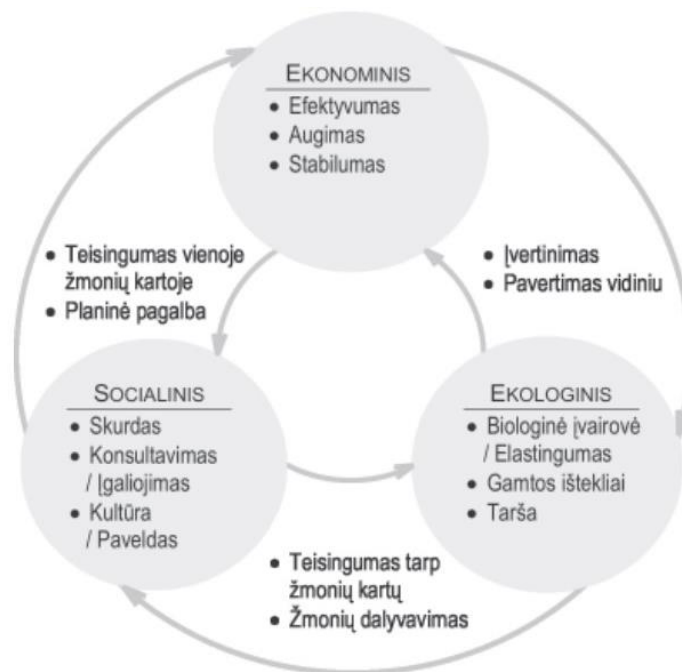 EKONOMINIS
• Efektyvumas
• Augimas
• Stabilumas
• Teisingumas vienoje
žmonių kartoje
• Planinė pagalba
• Įvertinimas
• Pavertimas vidiniu
SOCIALINIS
• Skurdas
• Konsultavimas
/ Įgaliojimas
• Kultūra
/ Paveldas
EKOLOGINIS
• Biologinė įvairovė
/ Elastingumas
• Gamtos ištekliai
• Tarša
• Teisingumas tarp
žmonių kartų
• Žmonių dalyvavimas